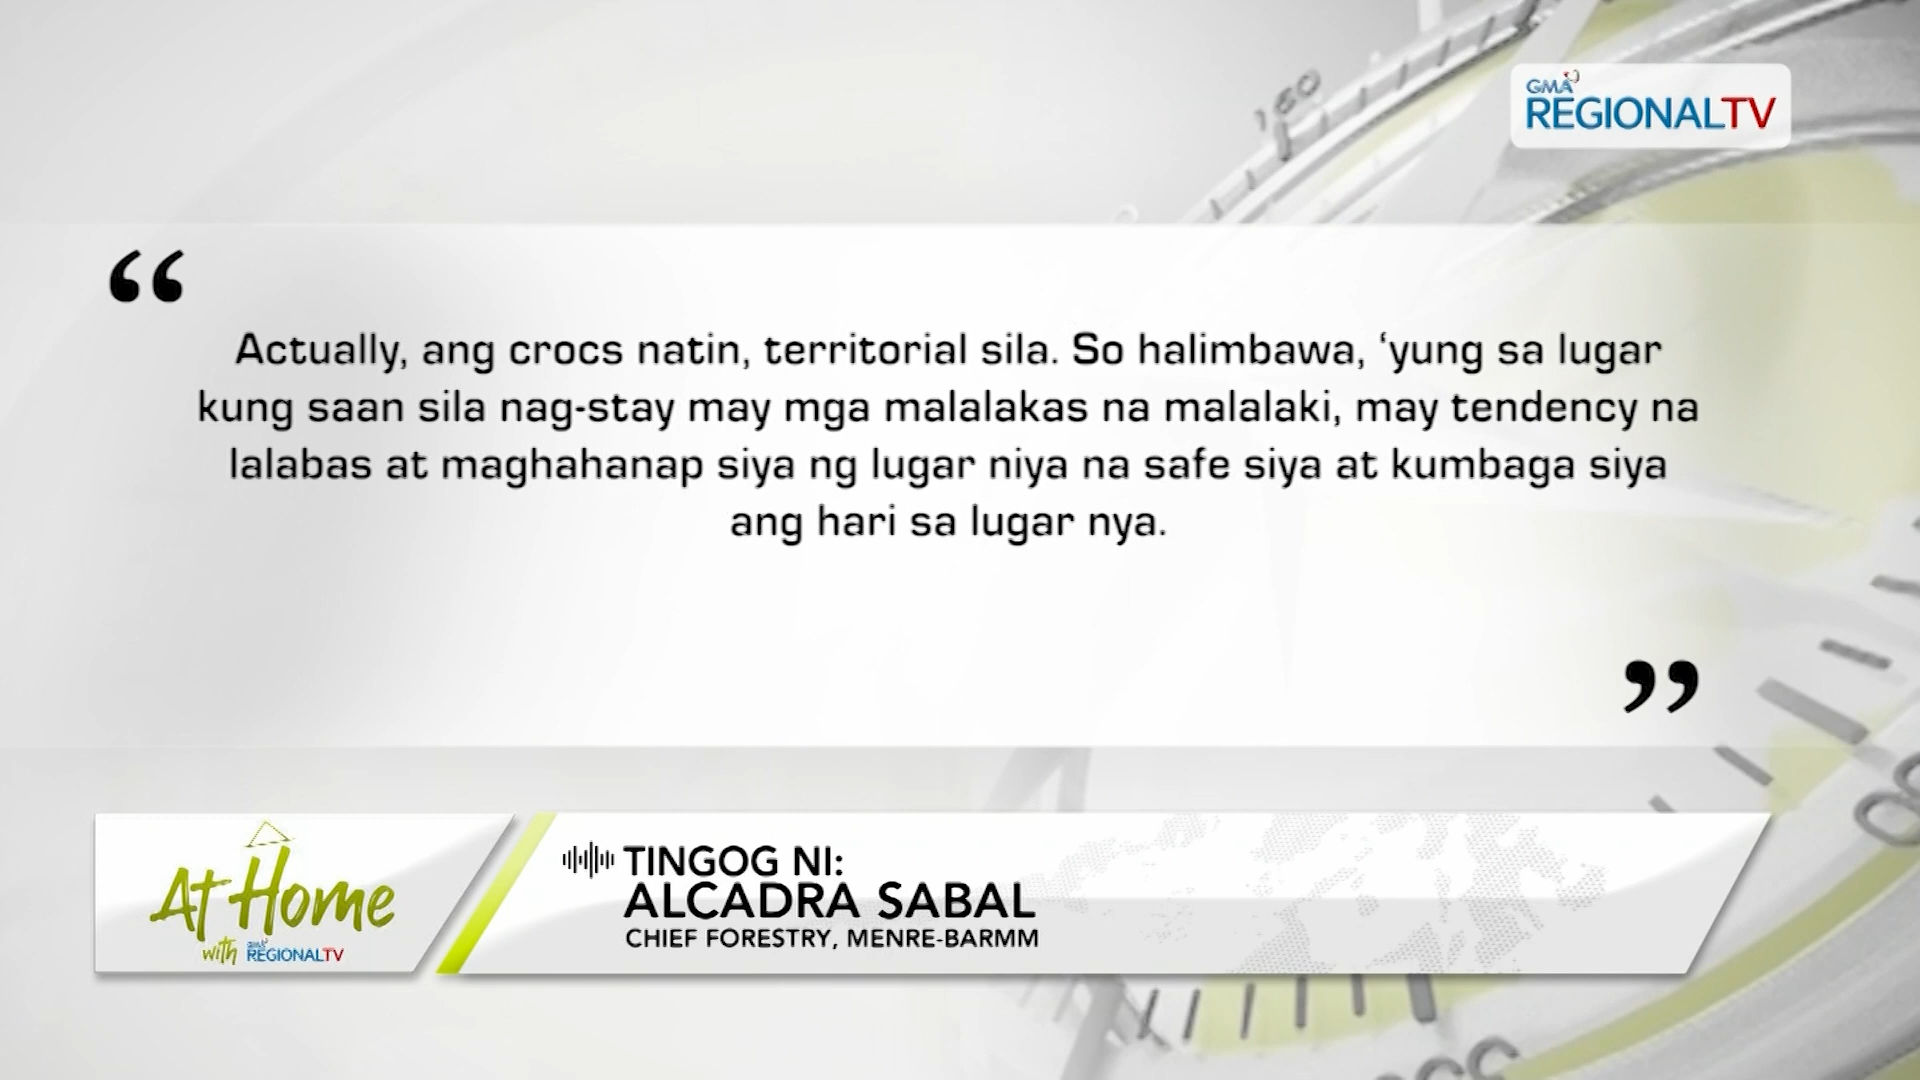 GMA
REGIONALTV
'60
“
Actually, ang crocs natin, territorial sila. So halimbawa, ‘yung sa lugar
kung saan sila nag-stay may mga malalakas na malalaki, may tendency na
lalabas at maghahanap siya ng lugar niya na safe siya at kumbaga siya
ang hari sa lugar nya.
”
At Home
with GMA REGIONALTV
TINGOG NI:
ALCADRA SABAL
CHIEF FORESTRY, MENRE-BARMM